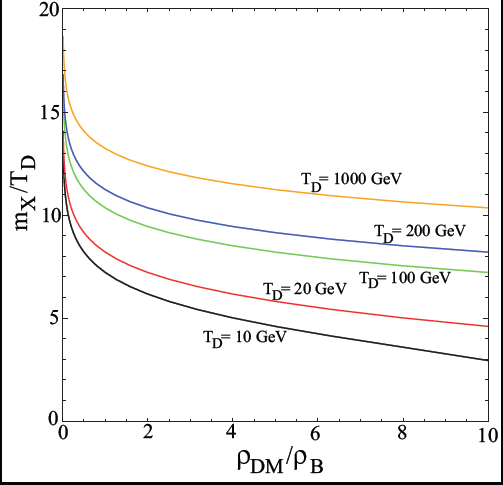 20
15
10
5
0
m_X/T_D
T_D= 1000 GeV
T_D= 200 GeV
T_D= 100 GeV
T_D= 20 GeV
T_D= 10 GeV
0 2 4 6 8 10
ρ_DM/ρ_B